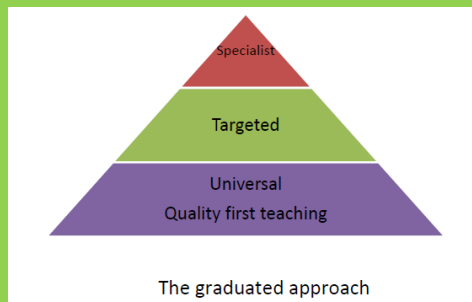 Specialist
Targeted
Universal
Quality first teaching
The graduated approach